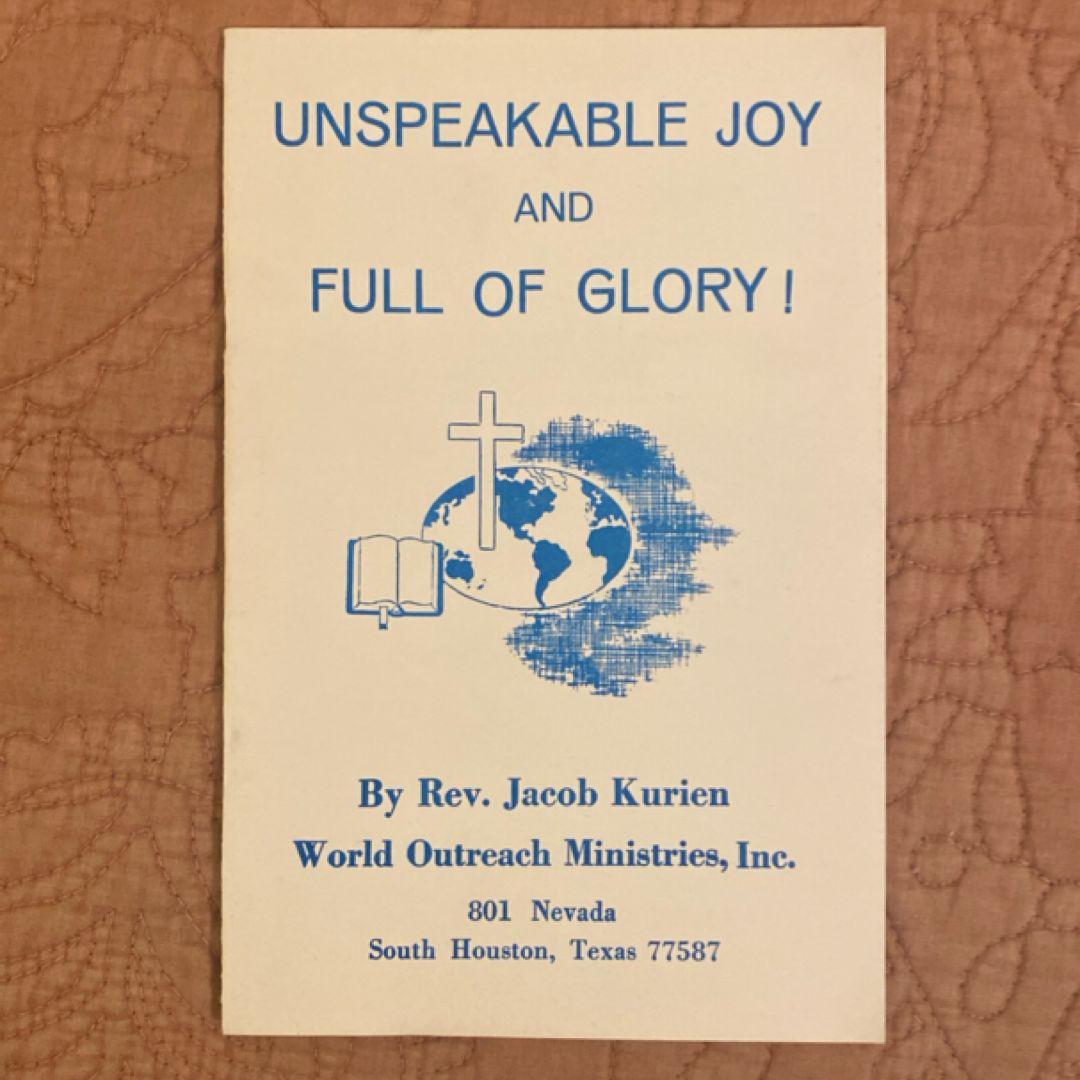 UNSPEAKABLE JOY
AND
FULL OF GLORY!
By Rev. Jacob Kurien
World Outreach Ministries, Inc.
801 Nevada
South Houston, Texas 77587